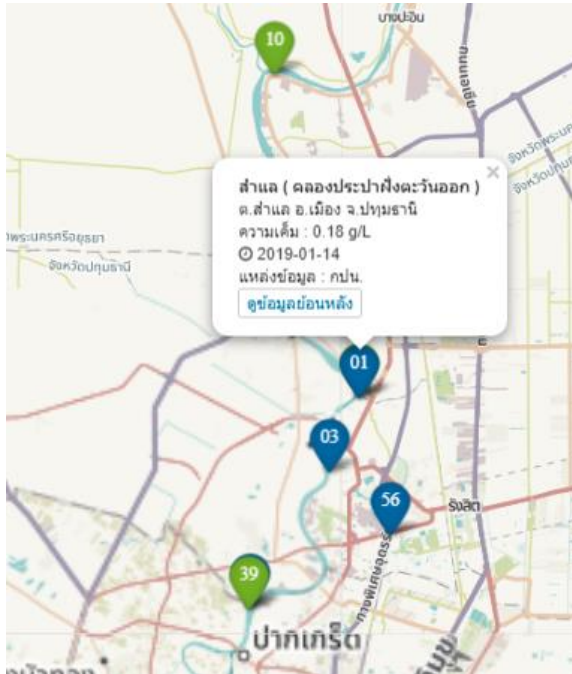 10
บางปะอิน
สำแล ( คลองประปาฝั่งตะวันออก )
ต.สำแล อ.เมือง จ.ปทุมธานี
ความเค็ม : 0.18 g/L
2019-01-14
แหล่งข้อมูล : กปน.
ดูข้อมูลย้อนหลัง
×
จังหวัดปทุมธานี
01
03
56
รังสิต
39
ปากเกร็ด